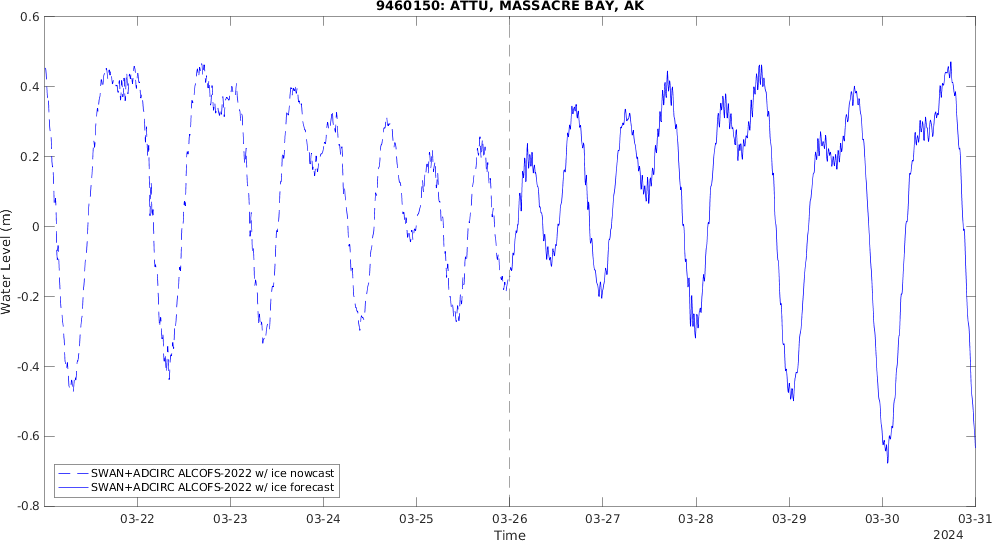 9460150: ATTU, MASSACRE BAY, AK
0.6
0.4
0.2
0
-0.2
-0.4
-0.6
-0.8
Water Level (m)
SWAN+ADCIRC ALCOFS-2022 w/ ice nowcast
SWAN+ADCIRC ALCOFS-2022 w/ ice forecast
03-22 03-23 03-24 03-25 03-26 03-27 03-28 03-29 03-30 03-31
Time
2024